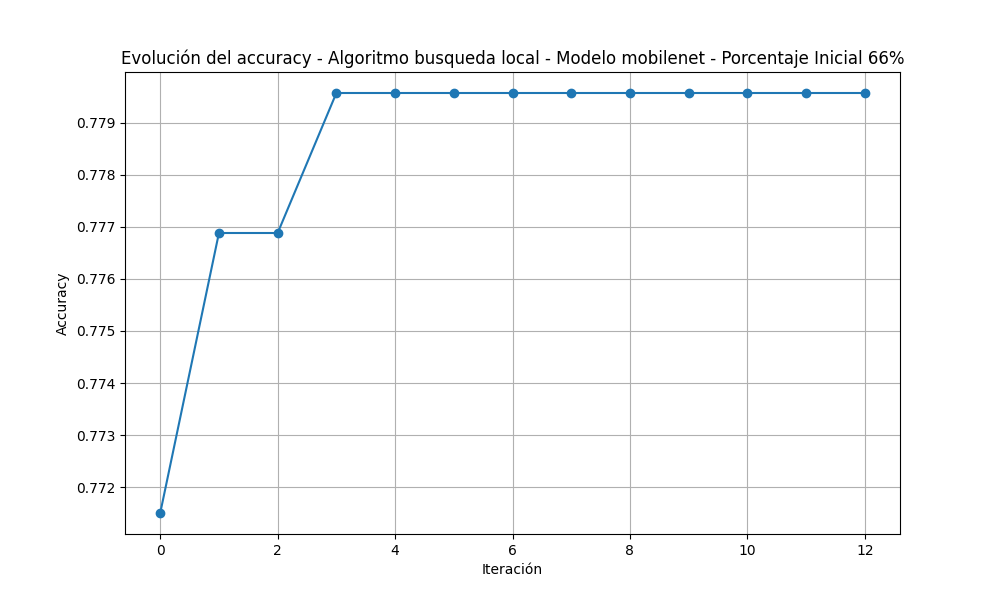 Evolución del accuracy - Algoritmo busqueda local - Modelo mobilenet - Porcentaje Inicial 66%
0.779
0.778
0.777
0.776
0.775
0.774
0.773
0.772
Accuracy
0 2 4 6 8 10 12
Iteración